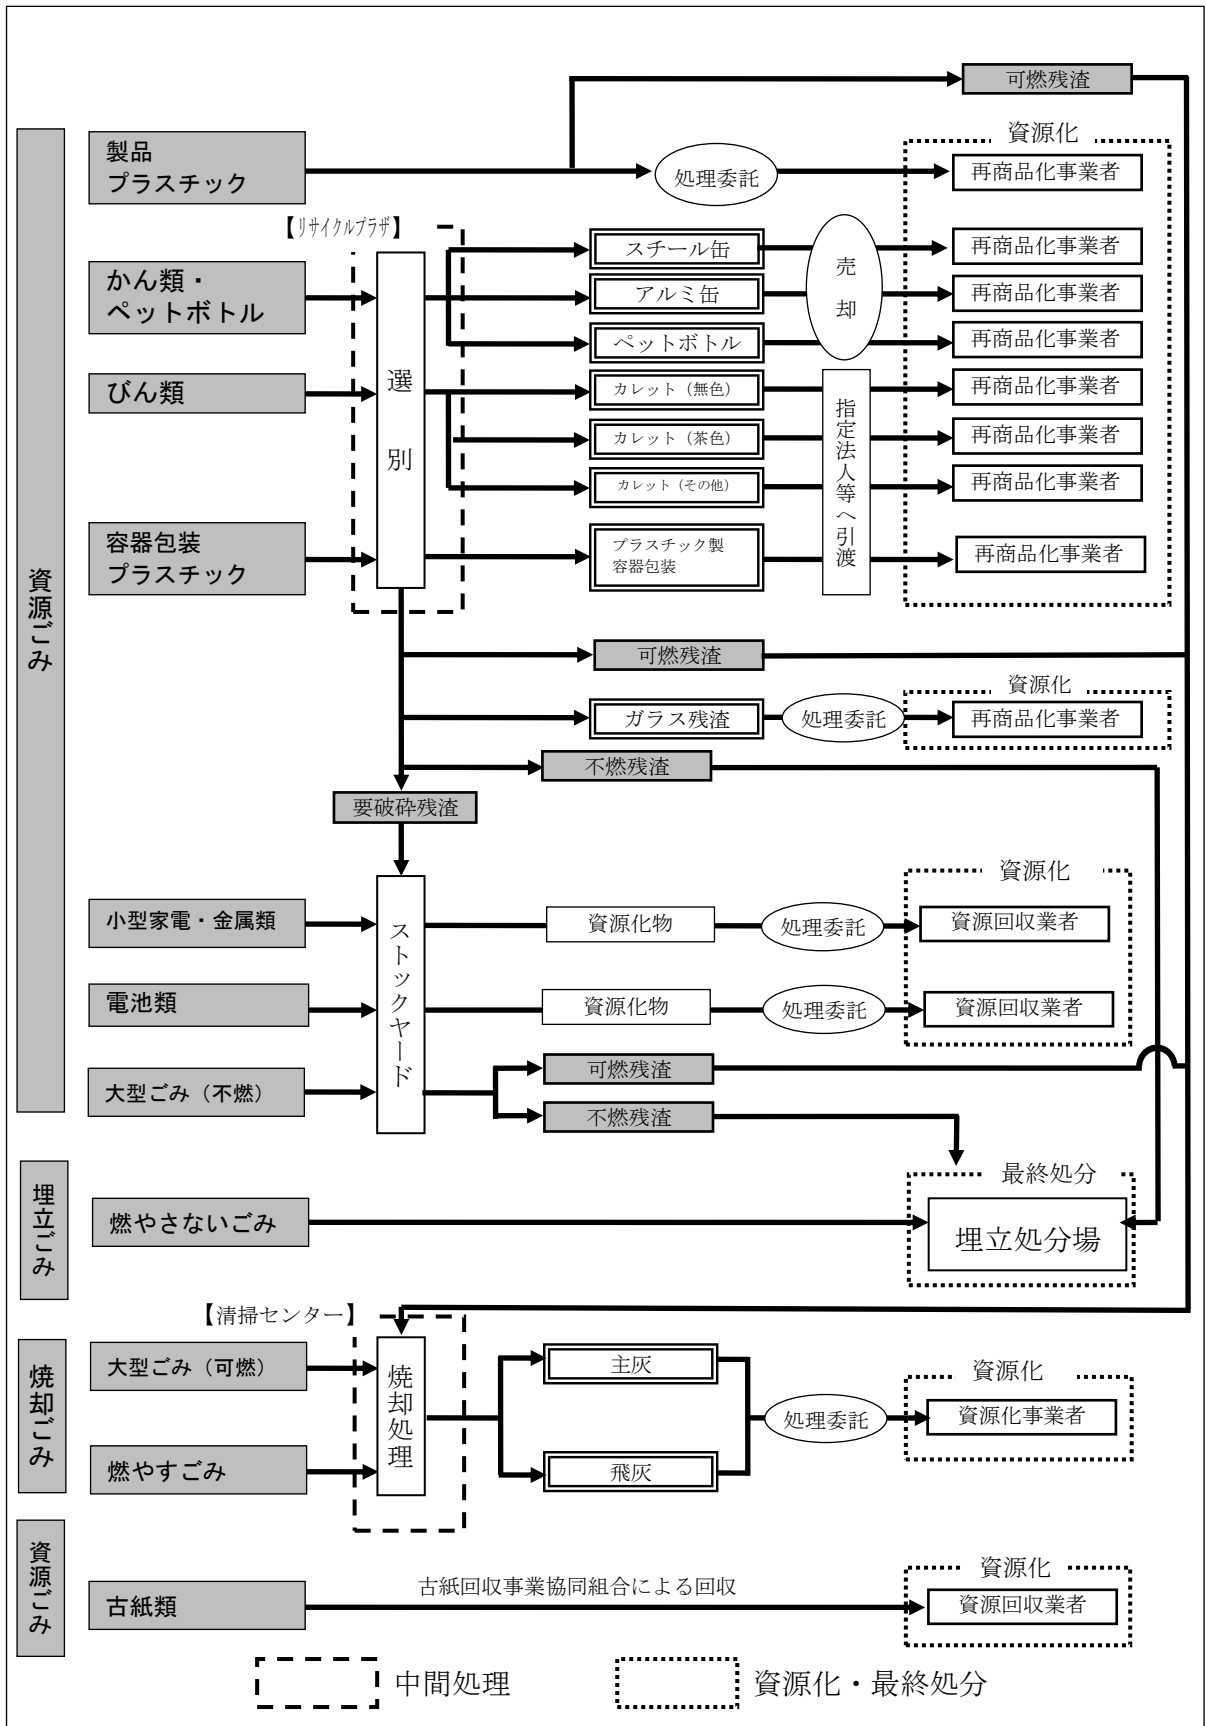 可燃残渣
資源ごみ
製品
プラスチック
処理委託
資源化
再商品化事業者
【リサイクルプラザ】
かん類・
ペットボトル
びん類
容器包装
プラスチック
選別
スチール缶
アルミ缶
ペットボトル
カレット（無色）
カレット（茶色）
カレット（その他）
プラスチック製
容器包装
売却
指定法人等へ引渡
再商品化事業者
再商品化事業者
再商品化事業者
再商品化事業者
再商品化事業者
再商品化事業者
再商品化事業者
可燃残渣
ガラス残渣
処理委託
資源化
再商品化事業者
不燃残渣
要破砕残渣
小型家電・金属類
電池類
大型ごみ（不燃）
ストックヤード
資源化物
処理委託
資源化
資源回収業者
資源化物
処理委託
資源回収業者
可燃残渣
不燃残渣
埋立ごみ
燃やさないごみ
最終処分
埋立処分場
【清掃センター】
焼却ごみ
大型ごみ（可燃）
燃やすごみ
焼却処理
主灰
飛灰
処理委託
資源化
資源化事業者
資源ごみ
古紙類
古紙回収事業協同組合による回収
資源化
資源回収業者
中間処理
資源化・最終処分